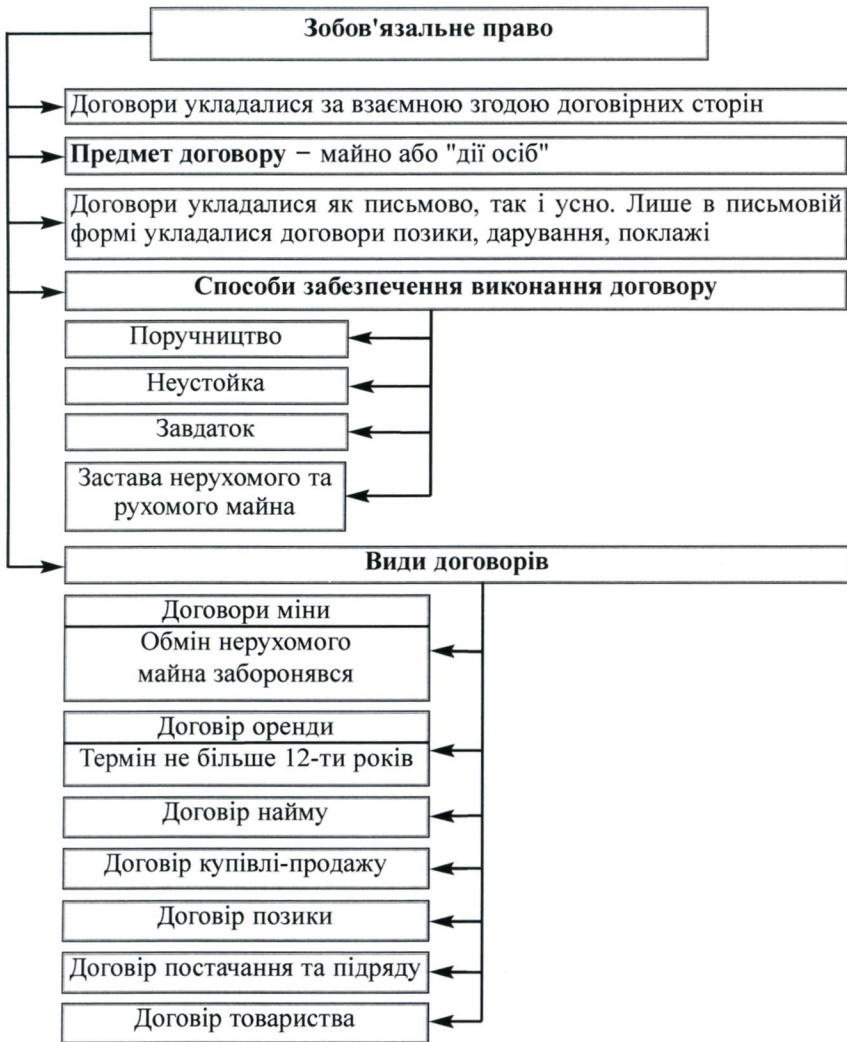 Зобов'язальне право
Договори укладалися за взаємною згодою договірних сторін
Предмет договору − майно або "дії осіб"
Договори укладалися як письмово, так і усно. Лише в письмовій
формі укладалися договори позики, дарування, поклажі
Способи забезпечення виконання договору
Поручництво
Неустойка
Завдаток
Застава нерухомого та
рухомого майна
Види договорів
Договори міни
Обмін нерухомого
майна заборонявся
Договір оренди
Термін не більше 12-ти років
Договір найму
Договір купівлі-продажу
Договір позики
Договір постачання та підряду
Договір товариства